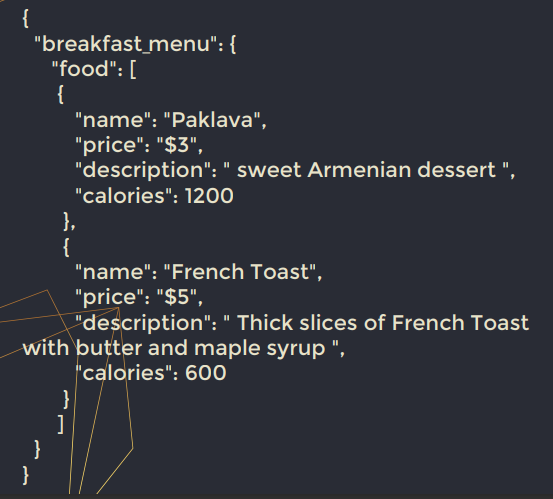 {
"breakfast_menu": {
"food": [
{
"name": "Paklava",
"price": "$3",
"description": " sweet Armenian dessert ",
"calories": 1200
},
{
"name": "French Toast",
"price": "$5",
"description": " Thick slices of French Toast
with butter and maple syrup ",
"calories": 600
}
]
}
}